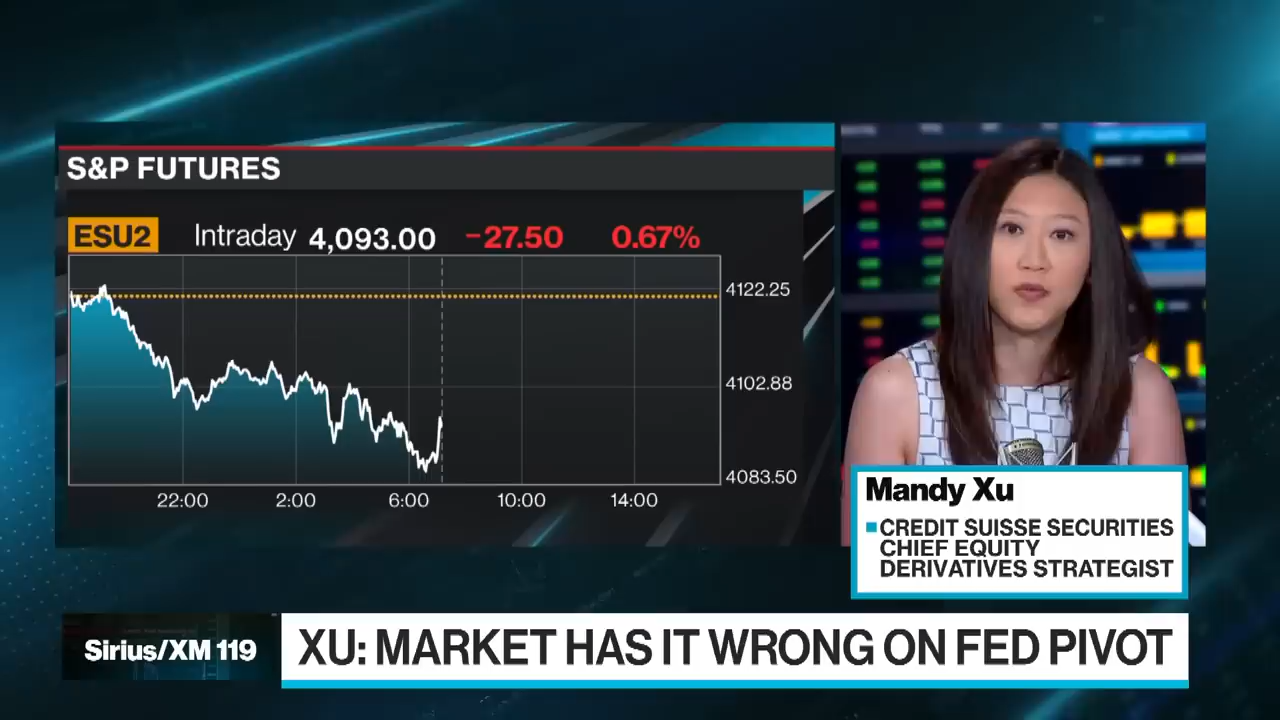 S&P FUTURES
ESU2 Intraday 4,093.00 -27.50 0.67%
4122.25
4102.88
4083.50
22:00 2:00 6:00 10:00 14:00
Mandy Xu
CREDIT SUISSE SECURITIES
CHIEF EQUITY
DERIVATIVES STRATEGIST
Sirius/XM 119
XU: MARKET HAS IT WRONG ON FED PIVOT